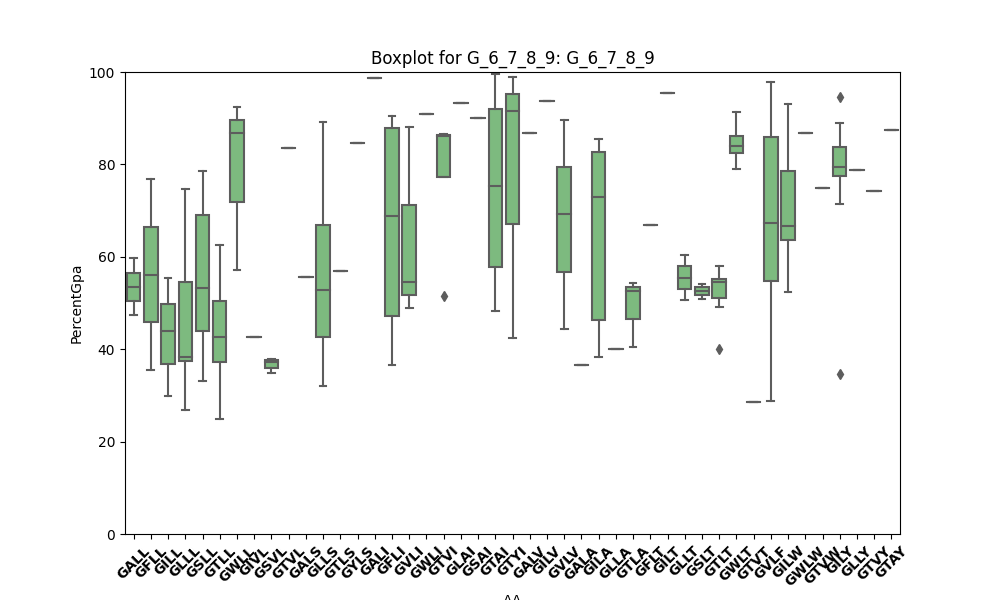 Boxplot for G_6_7_8_9: G_6_7_8_9
100
80
60
40
20
0
PercentGpa
GALL
GFLL
GILL
GLLL
GSLL
GTLL
GWLL
GIVL
GSVL
GTVL
GALS
GLLS
GTLS
GYLS
GALI
GFLI
GVLI
GWLI
GTVI
GLAI
GSAI
GTAI
GTYI
GALV
GILV
GVLV
GALA
GILA
GLLA
GTLA
GFLT
GILT
GLLT
GSLT
GTLT
GWLT
GTVT
GVLF
GILW
GWLW
GTVW
GILY
GLLY
GTVY
GTAY
AA